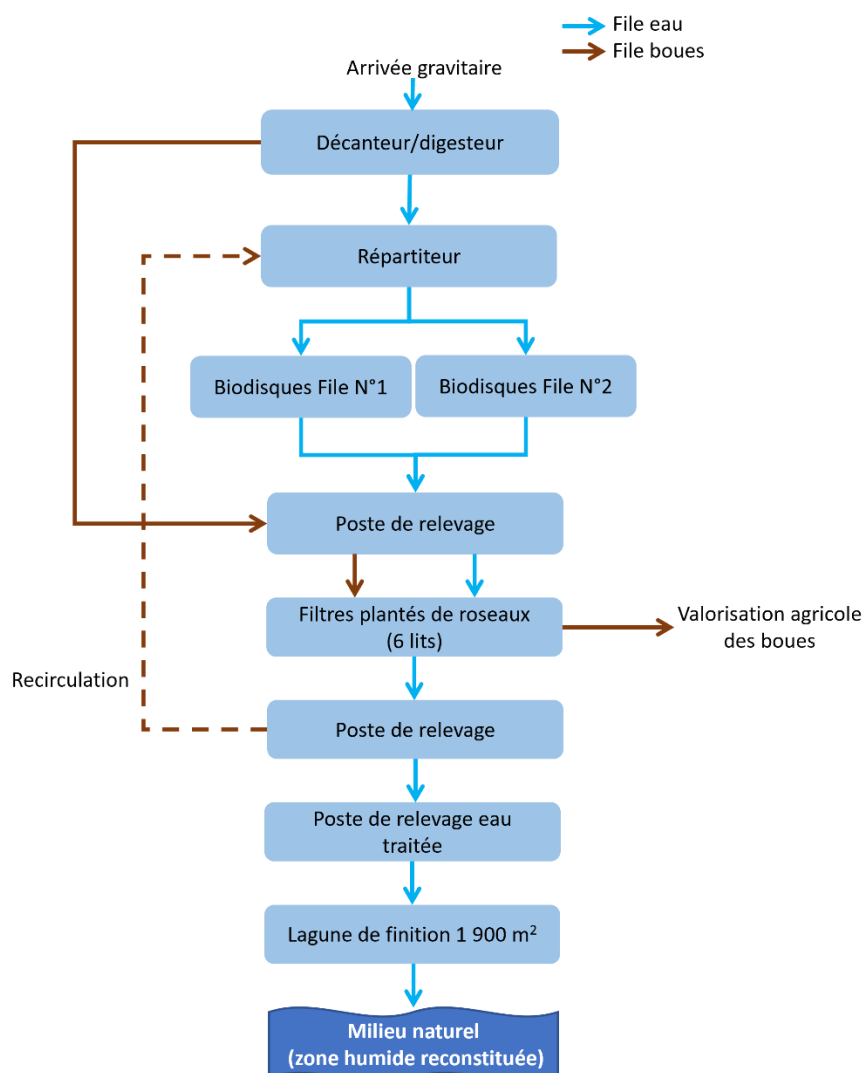 File eau
File boues
Arrivée gravitaire
Décanteur/digesteur
Répartiteur
Biodisques File N°1
Biodisques File N°2
Poste de relevage
Filtres plantés de roseaux
(6 lits)
Valorisation agricole
des boues
Recirculation
Poste de relevage
Poste de relevage eau
traitée
Lagune de finition 1 900 m²
Milieu naturel
(zone humide reconstituée)